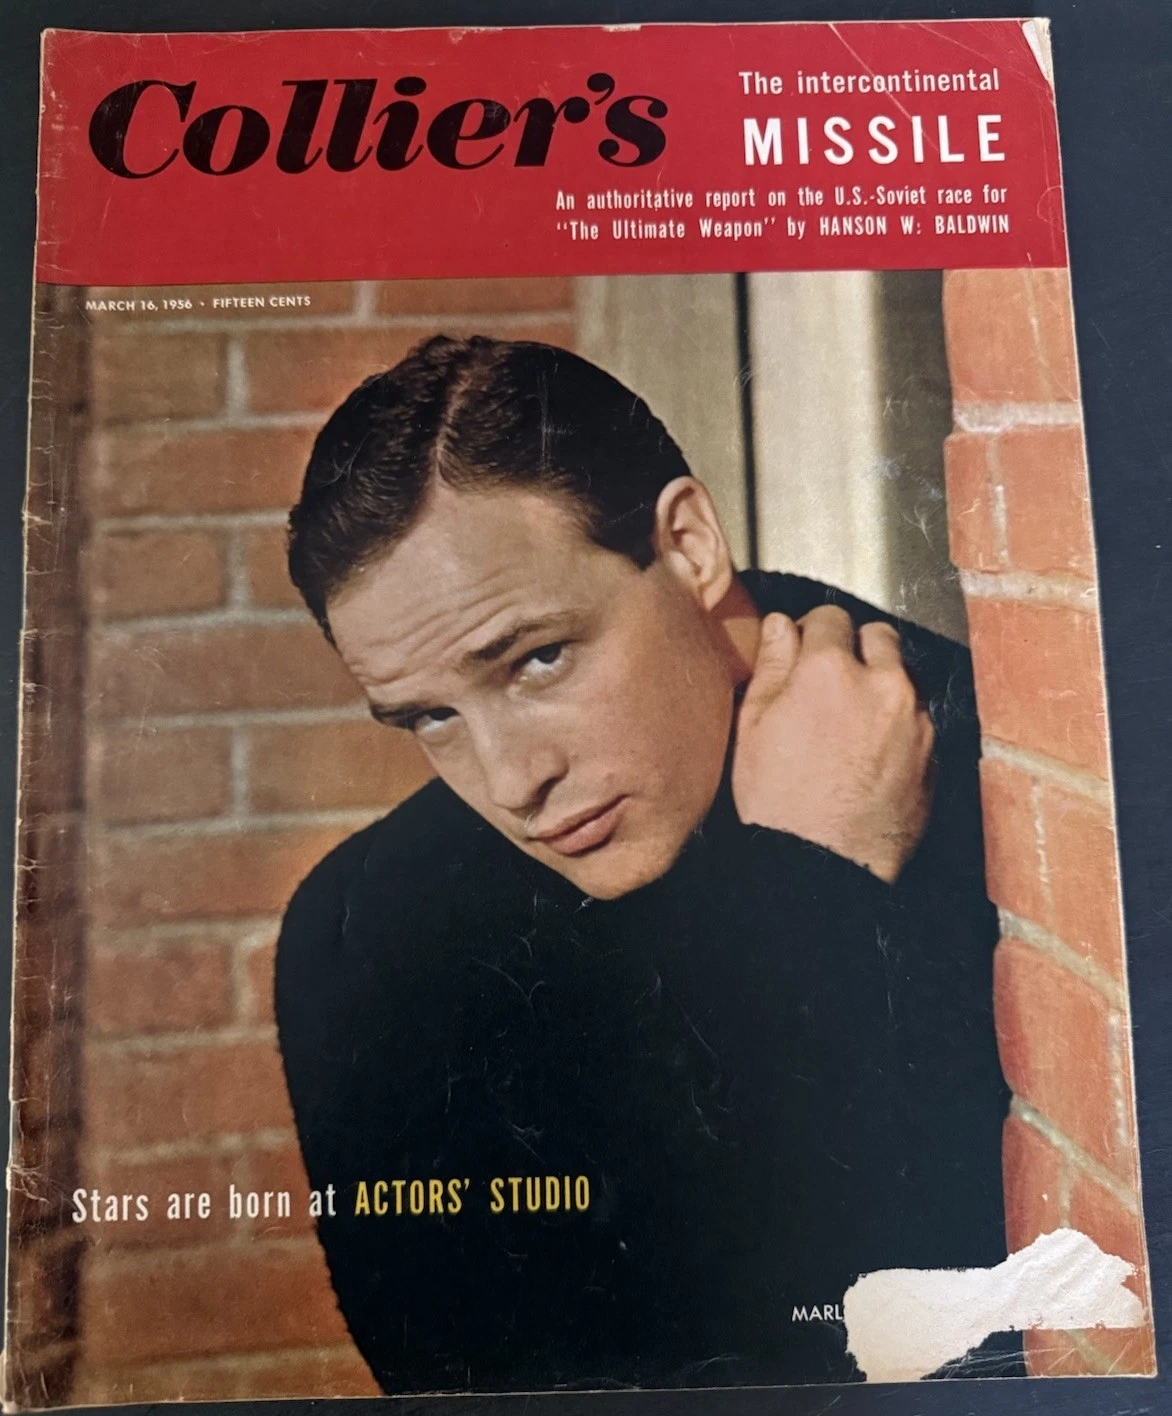 Collier's
The intercontinental
MISSILE
An authoritative report on the U.S.-Soviet race for
"The Ultimate Weapon" by HANSON W. BALDWIN
MARCH 16, 1956 • FIFTEEN CENTS
Stars are born at ACTORS' STUDIO
MARL